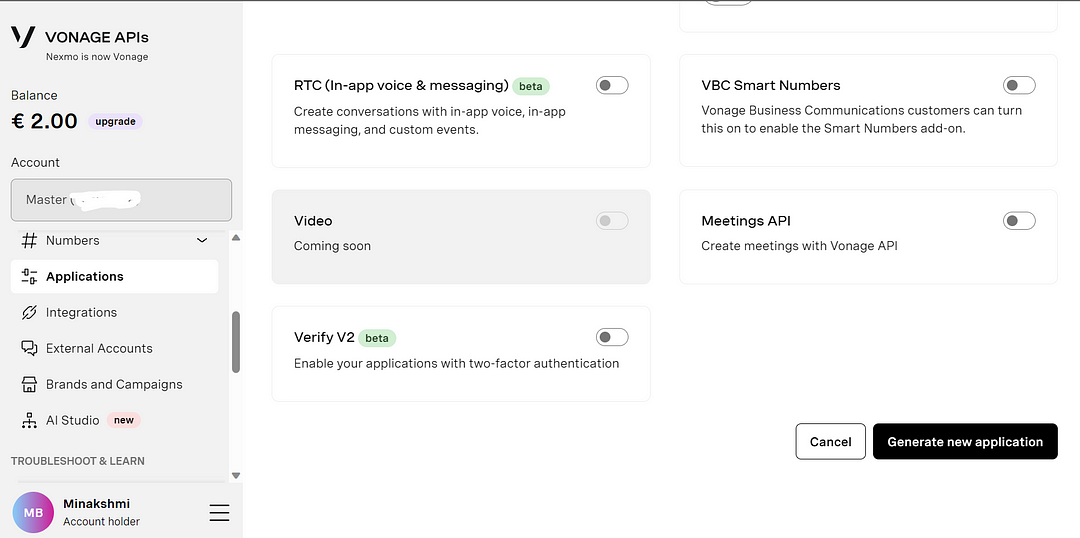 VONAGE APIs
Nexmo is now Vonage
Balance
€ 2.00 upgrade
Account
Master
Numbers
Applications
Integrations
External Accounts
Brands and Campaigns
AI Studio new
TROUBLESHOOT & LEARN
MB
Minakshmi
Account holder
RTC (In-app voice & messaging) beta
Create conversations with in-app voice, in-app
messaging, and custom events.
VBC Smart Numbers
Vonage Business Communications customers can turn
this on to enable the Smart Numbers add-on.
Video
Coming soon
Meetings API
Create meetings with Vonage API
Verify V2 beta
Enable your applications with two-factor authentication
Cancel
Generate new application